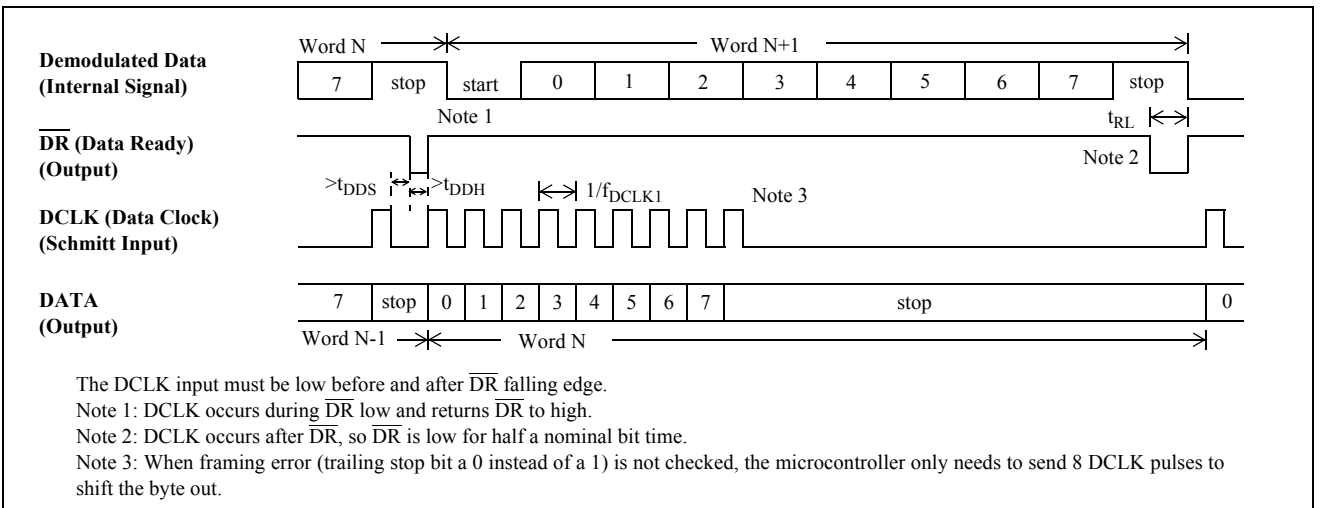 Word N
Word N+1
Demodulated Data
(Internal Signal)
7 stop start 0 1 2 3 4 5 6 7 stop
Note 1
tRL
DR (Data Ready)
(Output)
Note 2
>tDDS >tDDH 1/fDCLK1 Note 3
DCLK (Data Clock)
(Schmitt Input)
DATA
(Output)
7 stop 0 1 2 3 4 5 6 7 stop 0
Word N-1 Word N
The DCLK input must be low before and after DR falling edge.
Note 1: DCLK occurs during DR low and returns DR to high.
Note 2: DCLK occurs after DR, so DR is low for half a nominal bit time.
Note 3: When framing error (trailing stop bit a 0 instead of a 1) is not checked, the microcontroller only needs to send 8 DCLK pulses to
shift the byte out.